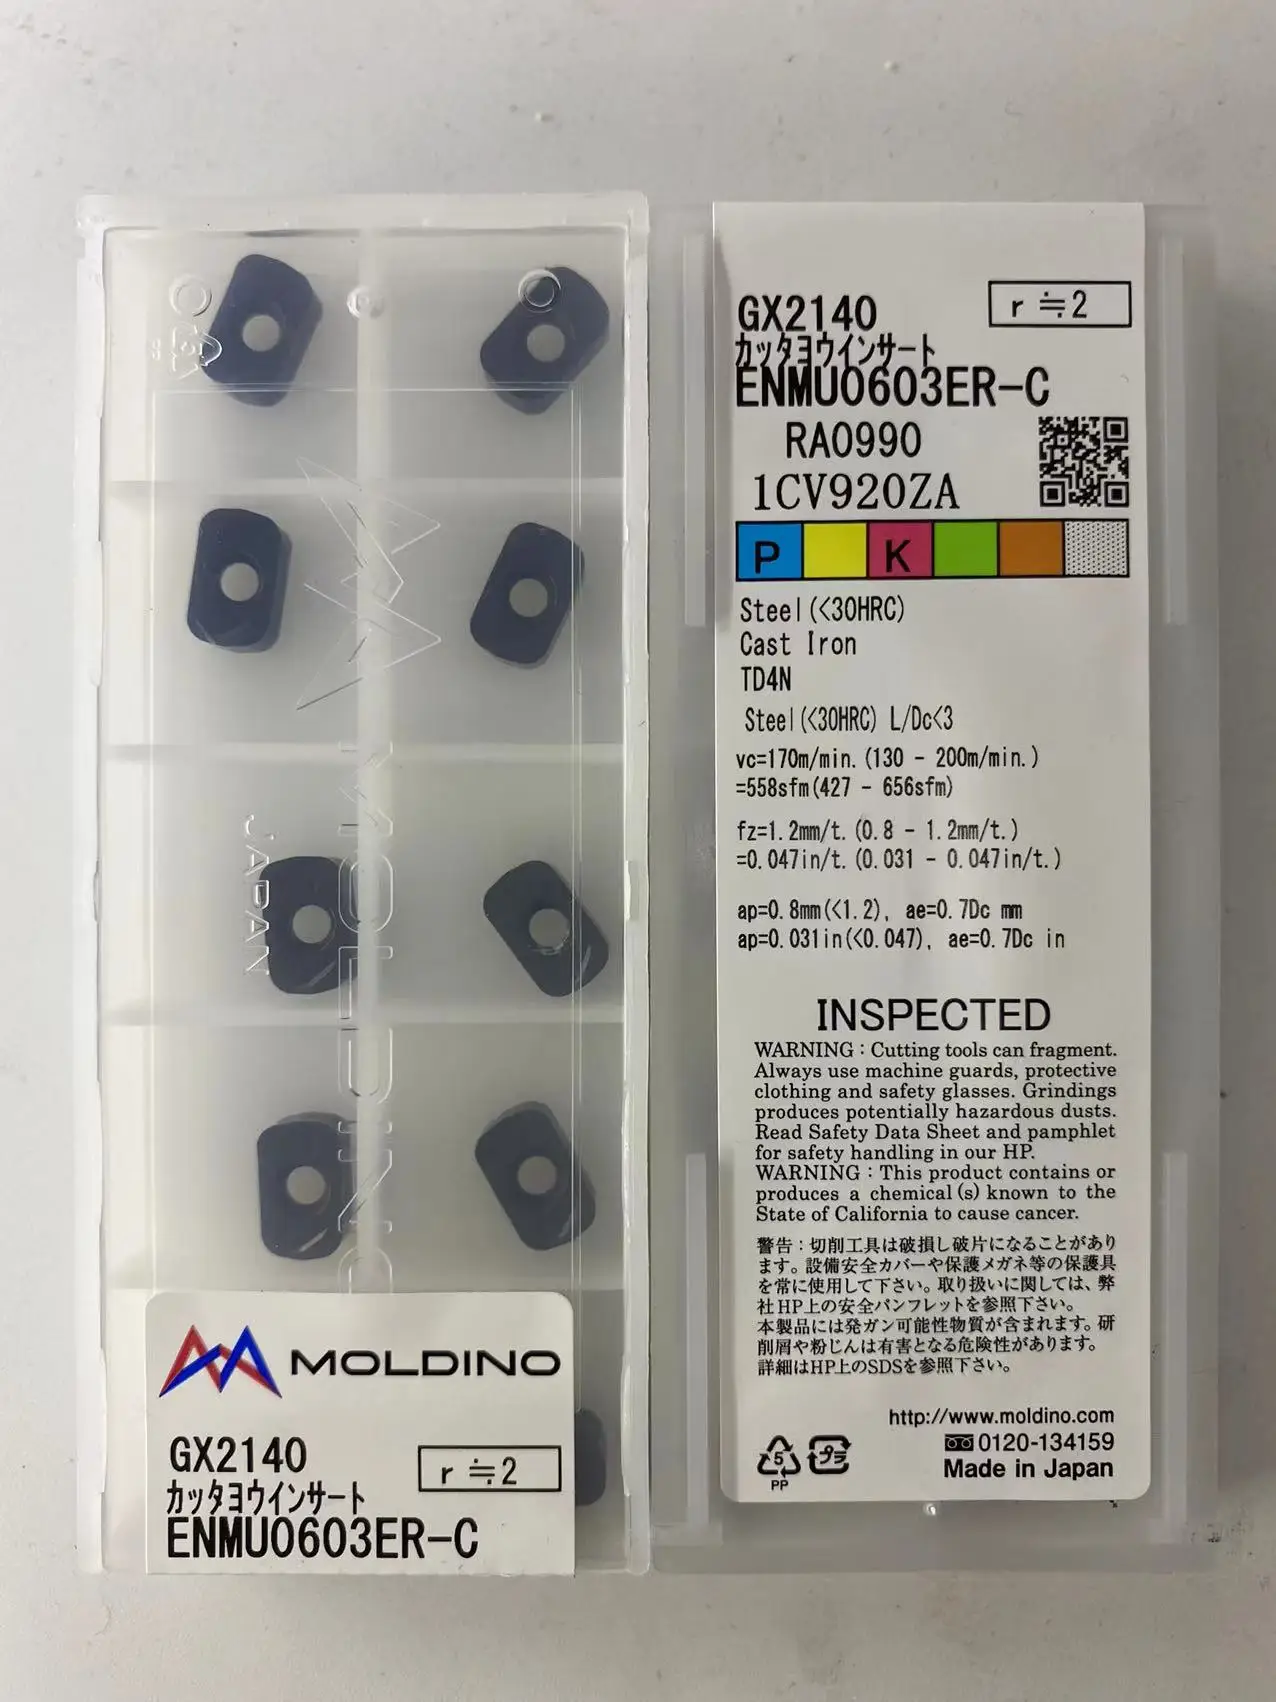 JAPAN
MOLDINO
MOLDINO
GX2140
r≒2
カッタヨウインサート
ENMU0603ER-C
GX2140
r≒2
カッタヨウインサート
ENMU0603ER-C
RA0990
1CV920ZA
P K
Steel(<30HRC)
Cast Iron
TD4N
Steel(<30HRC) L/Dc<3
vc=170m/min.(130 - 200m/min.)
=558sfm(427 - 656sfm)
fz=1.2mm/t.(0.8 - 1.2mm/t.)
=0.047in/t.(0.031 - 0.047in/t.)
ap=0.8mm(<1.2), ae=0.7Dc mm
ap=0.031in(<0.047), ae=0.7Dc in
INSPECTED
WARNING : Cutting tools can fragment.
Always use machine guards, protective
clothing and safety glasses. Grindings
produces potentially hazardous dusts.
Read Safety Data Sheet and pamphlet
for safety handling in our HP.
WARNING : This product contains or
produces a chemical(s) known to the
State of California to cause cancer.
警告：切削工具は破損し破片になることがあり
ます。設備安全カバーや保護メガネ等の保護具
を常に使用して下さい。取り扱いに関しては、弊
社HP上の安全パンフレットを参照下さい。
本製品には発ガン可能性物質が含まれます。研
削屑や粉じんは有害となる危険性があります。
詳細はHP上のSDSを参照下さい。
http://www.moldino.com
0120-134159
Made in Japan
5
PP
プラ